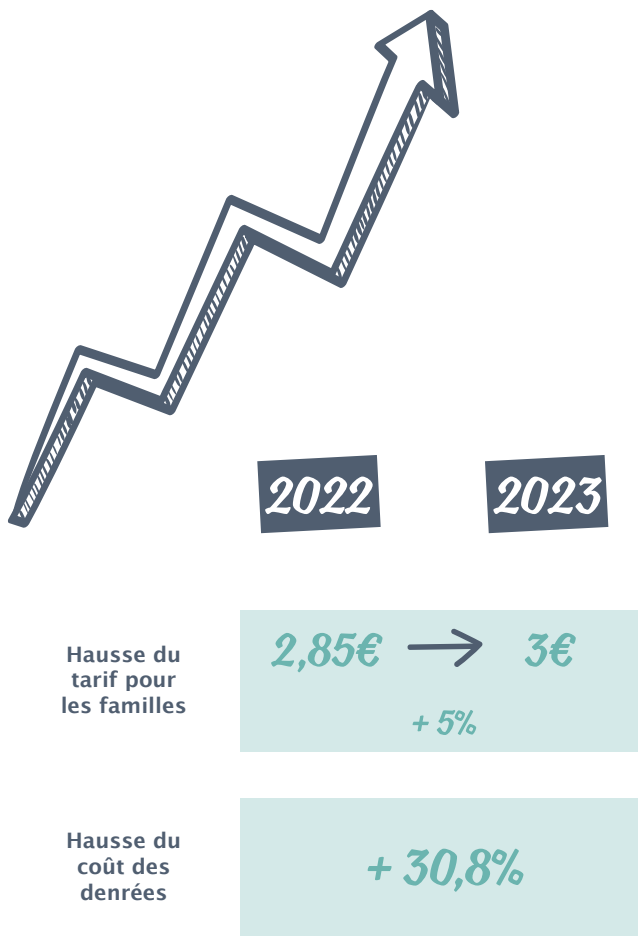 2022 2023
Hausse du
tarif pour
les familles
2,85€ 3€
+ 5%
Hausse du
coût des
denrées
+ 30,8%